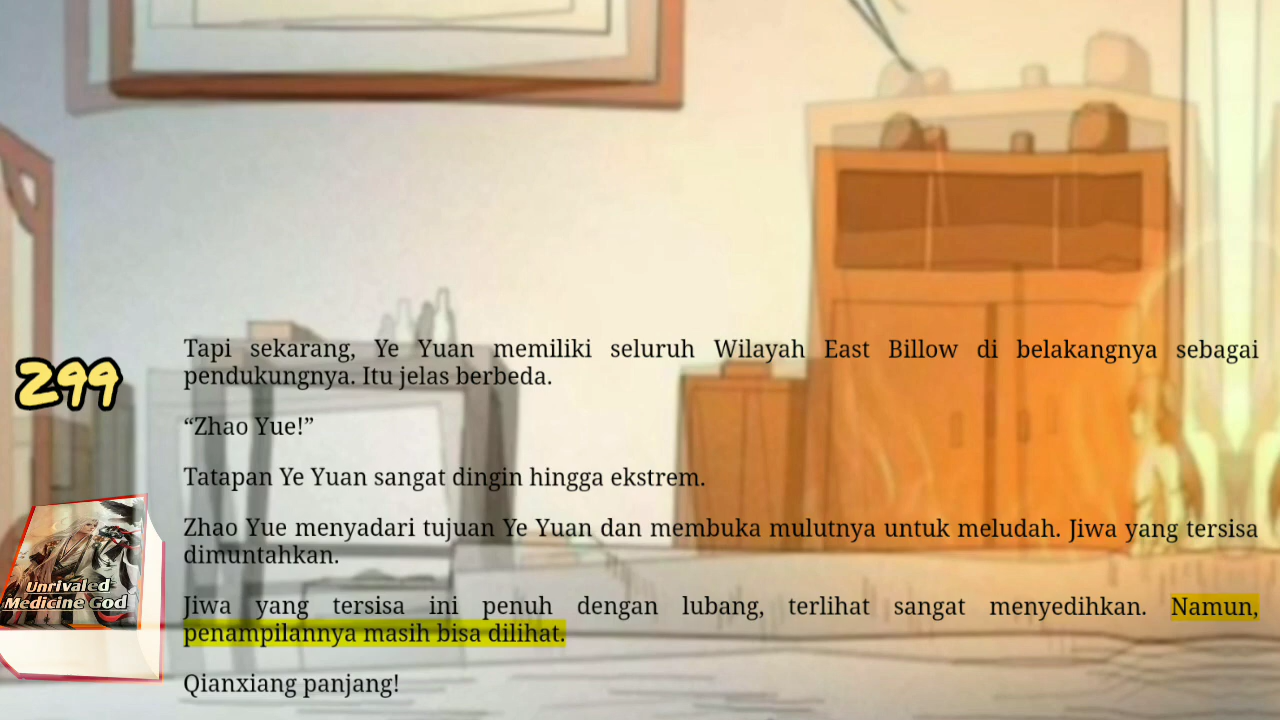 Tapi sekarang, Ye Yuan memiliki seluruh Wilayah East Billow di belakangnya sebagai
pendukungnya. Itu jelas berbeda.
299
“Zhao Yue!”
Tatapan Ye Yuan sangat dingin hingga ekstrem.
Zhao Yue menyadari tujuan Ye Yuan dan membuka mulutnya untuk meludah. Jiwa yang tersisa
dimuntahkan.
Unrivaled
Medicine God
Jiwa yang tersisa ini penuh dengan lubang, terlihat sangat menyedihkan. Namun,
penampilannya masih bisa dilihat.
Qianxiang panjang!